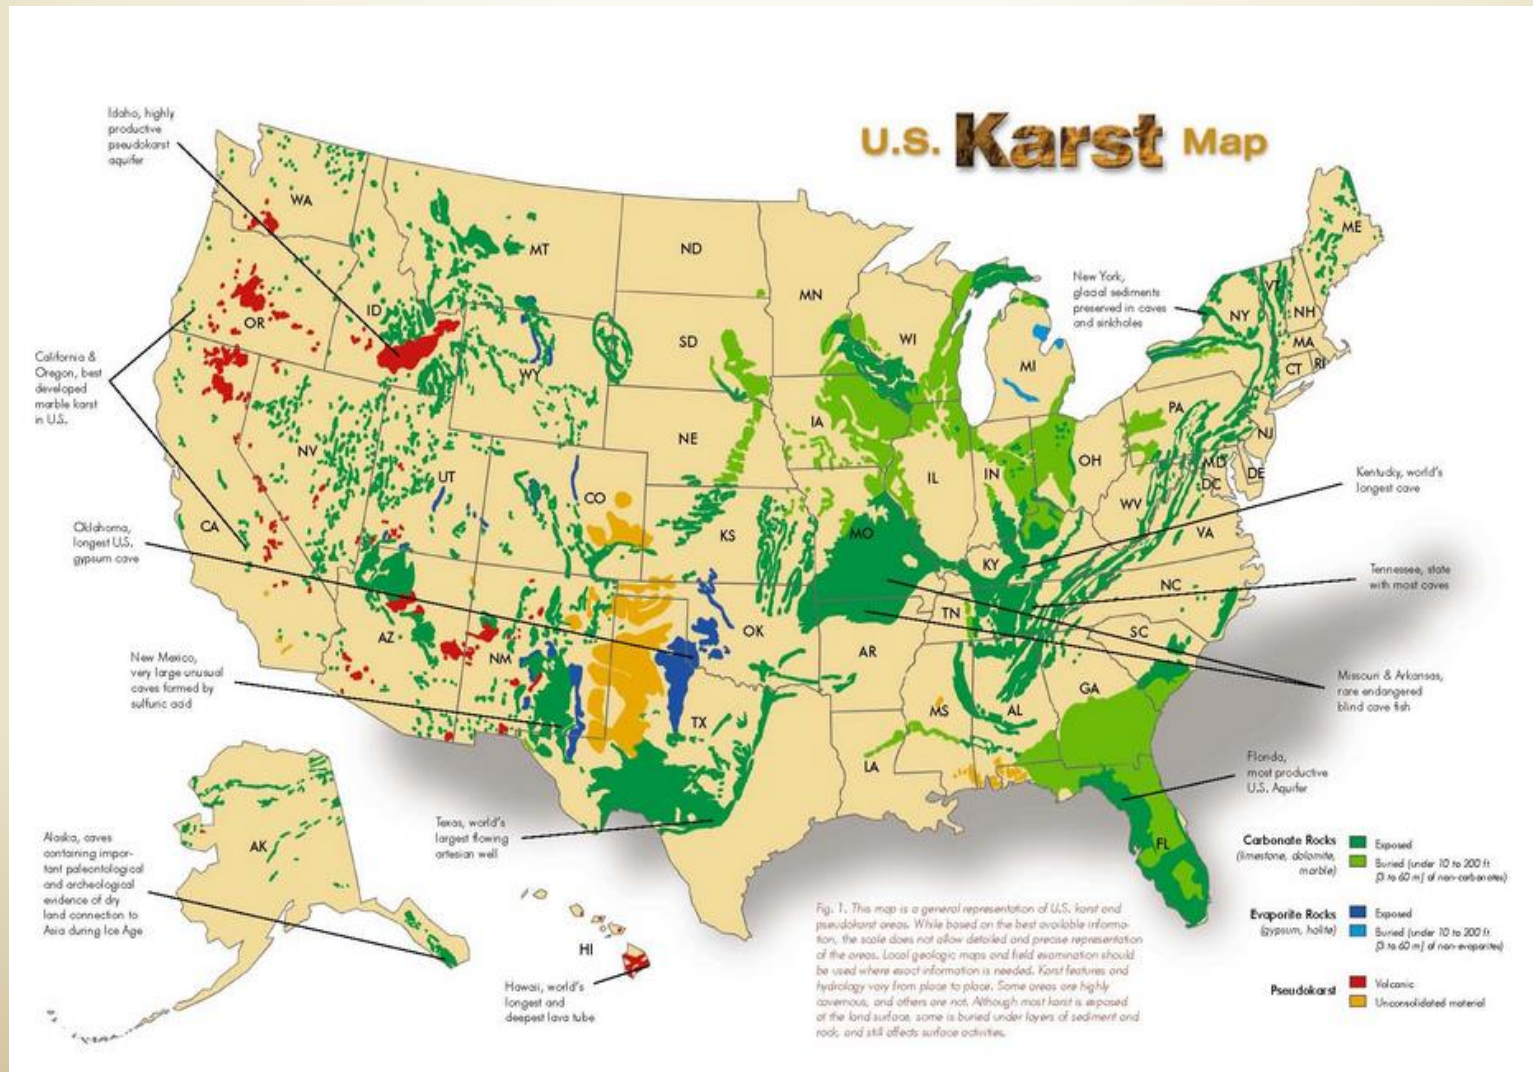 U.S. Karst Map
Idaho, highly
productive
pseudokarst
aquifer
California &
Oregon, best
developed
marble karst
in U.S.
Oklahoma,
longest U.S.
gypsum cave
New Mexico,
very large unusual
caves formed by
sulfuric acid
Alaska, caves
containing impor-
tant paleontological
and archeological
evidence of dry
land connection to
Asia during Ice Age
Texas, world's
largest flowing
artesian well
Hawaii, world's
longest and
deepest lava tube
New York,
glacial sediments
preserved in caves
and sinkholes
Kentucky, world's
longest cave
Tennessee, state
with most caves
Missouri & Arkansas,
rare endangered
blind cave fish
Florida,
most productive
U.S. Aquifer
WA
OR
ID
MT
ND
MN
WI
MI
NY
VT
NH
ME
MA
CT
RI
SD
WY
NE
IA
IL
IN
OH
PA
NJ
MD
DE
DC
WV
VA
NV
UT
CO
KS
MO
KY
CA
AZ
NM
OK
AR
TN
NC
SC
TX
LA
MS
AL
GA
FL
AK
HI
Carbonate Rocks
(limestone, dolomite,
marble)
Exposed
Buried (under 10 to 200 ft.
(3 to 60 m) of non-carbonates)
Evaporite Rocks
(gypsum, halite)
Exposed
Buried (under 10 to 200 ft.
(3 to 60 m) of non-evaporites)
Pseudokarst
Volcanic
Unconsolidated material
Fig. 1. This map is a general representation of U.S. karst and
pseudokarst areas. While based on the best available informa-
tion, the scale does not allow detailed and precise representation
of the areas. Local geologic maps and field examination should
be used where exact information is needed. Karst features and
hydrology vary from place to place. Some areas are highly
cavernous, and others are not. Although most karst is exposed
at the land surface, some is buried under layers of sediment and
rock, and still affects surface activities.